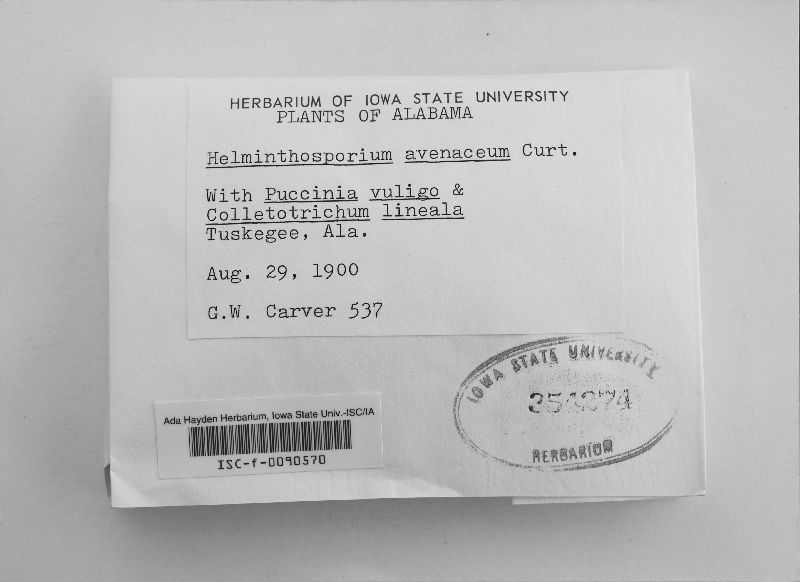 HERBARIUM OF IOWA STATE UNIVERSITY
PLANTS OF ALABAMA
Helminthosporium avenaceum Curt.
With Puccinia vuligo &
Colletotrichum lineala
Tuskegee, Ala.
Aug. 29, 1900
G.W. Carver 537
IOWA STATE UNIVERSITY
HERBARIUM
Ada Hayden Herbarium, Iowa State Univ.-ISC/IA
ISC-f-0090570